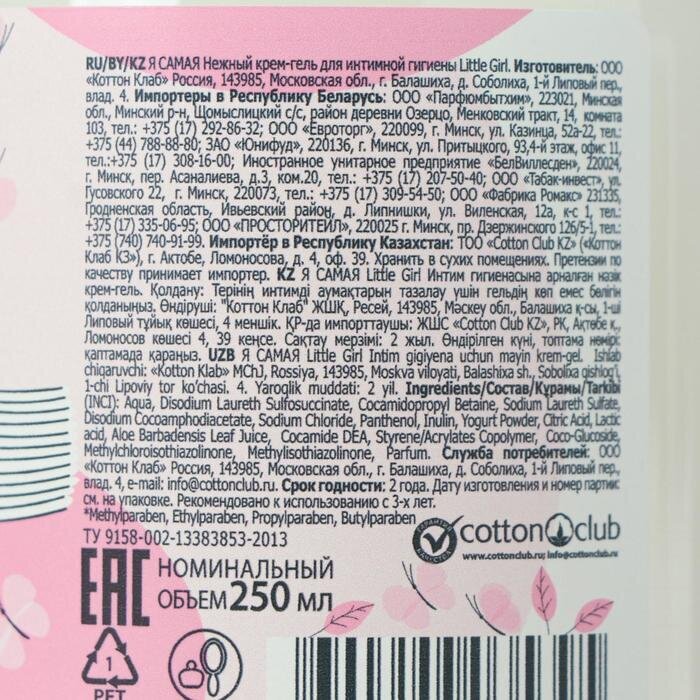 RU/BY/KZ Я САМАЯ Нежный крем-гель для интимной гигиены Little Girl. Изготовитель: ООО
«Коттон Клаб» Россия, 143985, Московская обл., г. Балашиха, д. Соболиха, 1-й Липовый пер.,
влад. 4. Импортеры в Республику Беларусь: ООО «Парфюмбытхим», 223021, Минская
обл., Минский р-н, Щомыслицкий с/с, район деревни Озерцо, Менковский тракт, 14, комната
103, тел.: +375 (17) 292-86-32; ООО «Евроторг», 220099, г. Минск, ул. Казинца, 52а-22, тел.:
+375 (44) 788-88-80; ЗАО «Юнифуд», 220136, г. Минск, ул. Притыцкого, 93,4-й этаж, офис 11,
тел.:+375 (17) 308-16-00; Иностранное унитарное предприятие «БелВиллесден», 220024,
г. Минск, пер. Асаналиева, д.3, ком.20, тел.: +375 (17) 207-50-40; ООО «Табак-инвест», ул.
Гусовского 22, г. Минск, 220073, тел.: +375 (17) 309-54-50; ООО «Фабрика Ромакс» 231335,
Гродненская область, Ивьевский район, д. Липнишки, ул. Виленская, 12а, к-с 1, тел.:
+375 (17) 335-06-95; ООО «ПРОСТОРИТЕЙЛ», 220025 г. Минск, пр. Дзержинского 126/5-1, тел.:
+375 (740) 740-91-99. Импортёр в Республики Казахстан: ТОО «Cotton Club KZ» («Коттон
Клаб КЗ»), г. Актобе, Ломоносова, д. 4, оф. 39. Хранить в сухих помещениях. Претензии по
качеству принимает импортер. KZ Я САМАЯ Little Girl Интим гигиенасына арналған нәзік
крем-гель. Қолдану: Терінің интимді аумақтарын тазалау үшін гельдің көп емес бөлігін
қолданыңыз. Өндіруші: "Коттон Клаб" ЖШҚ, Ресей, 143985, Мәскеу обл., Балашиха қ-сы, 1-ші
Липовый тұйық көшесі, 4 меншік. ҚР-да импорттаушы: ЖШС «Cotton Club KZ», РК, Ақтөбе қ.,
Ломоносов көшесі 4, 39 кеңсе. Сақтау мерзімі: 2 жыл. Өндірілген күні, топтама нөмірі:
қаптамада қараңыз. UZB Я САМАЯ Little Girl Intim gigiyena uchun mayin krem-gel. Ishlab
chiqaruvchi: «Kotton Klab» MChJ, Rossiya, 143985, Moskva viloyati, Balashixa sh., Sobolixa qishlog'i,
1-chi Lipoviy tor ko'chasi. 4. Yaroglik muddati: 2 yil. Ingredients/Состав/Құрамы/Tarkibi
(INCI): Aqua, Disodium Laureth Sulfosuccinate, Cocamidopropyl Betaine, Sodium Laureth Sulfate,
Disodium Cocoamphodiacetate, Sodium Chloride, Panthenol, Inulin, Yogurt Powder, Citric Acid, Lactic
acid, Aloe Barbadensis Leaf Juice, Cocamide DEA, Styrene/Acrylates Copolymer, Coco-Glucoside,
Methylchloroisothiazolinone, Methylisothiazolinone, Parfum. Служба потребителей: ООО
«Коттон Клаб» Россия, 143985, Московская обл., г. Балашиха, д. Соболиха, 1-й Липовый пер.,
влад. 4, e-mail: info@cottonclub.ru. Срок годности: 2 года. Дату изготовления и номер партии:
см. на упаковке. Рекомендовано к использованию с 3-х лет.
*Methylparaben, Ethylparaben, Propylparaben, Butylparaben
ТУ 9158-002-13383853-2013
ГАРАНТИЯ КАЧЕСТВА
cotton club
www.cottonclub.ru; info@cottonclub.ru
EAC
НОМИНАЛЬНЫЙ
ОБЪЕМ 250 МЛ
1
PET